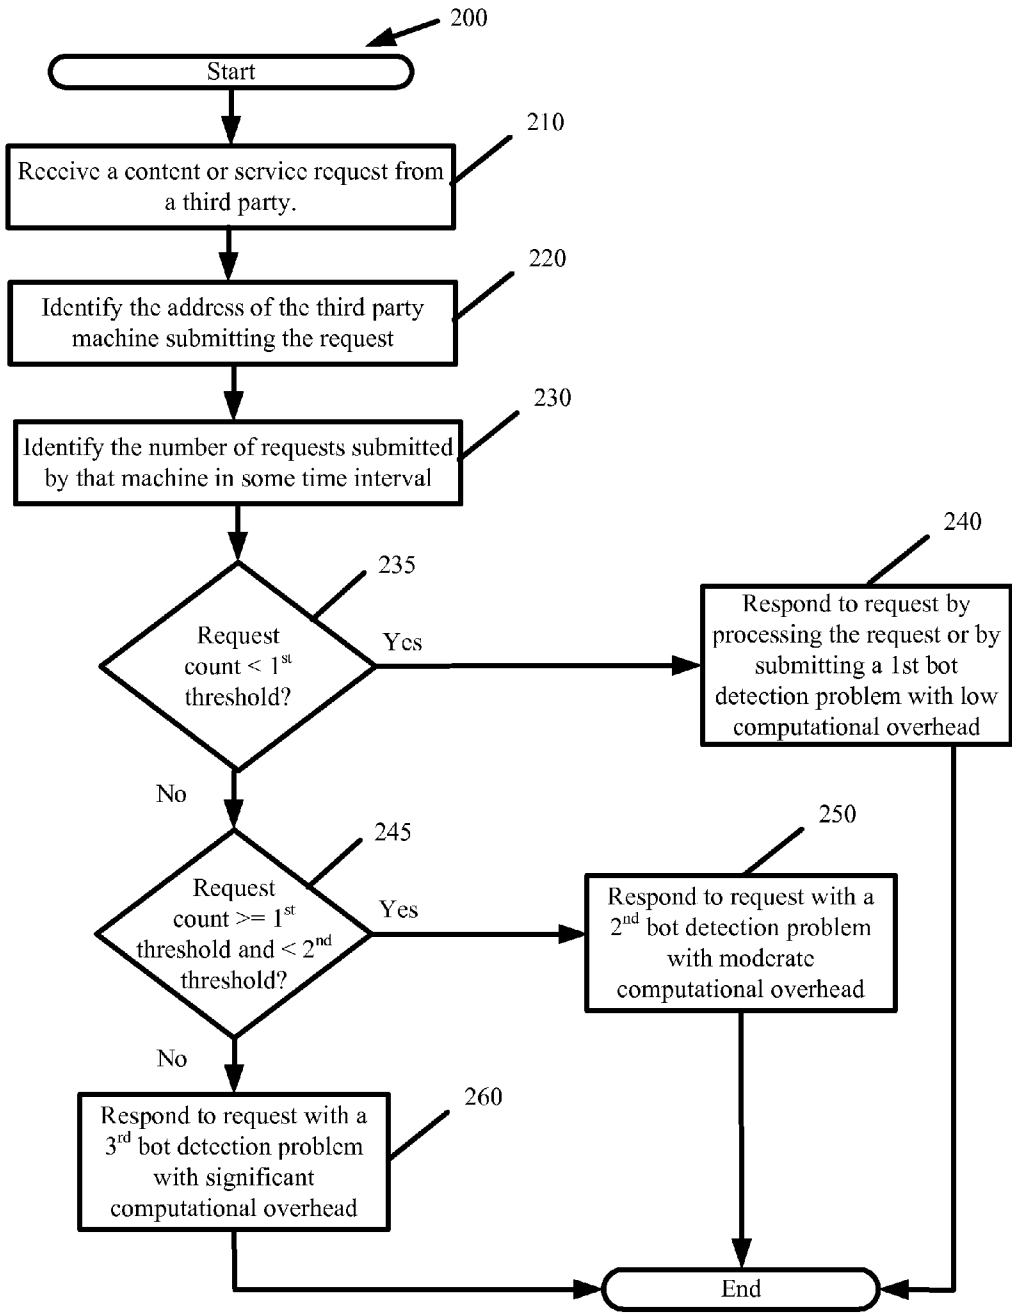 200
Start
210
Receive a content or service request from
a third party.
220
Identify the address of the third party
machine submitting the request
230
Identify the number of requests submitted
by that machine in some time interval
235
Request
count < 1st
threshold?
Yes
240
Respond to request by
processing the request or by
submitting a 1st bot
detection problem with low
computational overhead
No
245
Request
count >= 1st
threshold and < 2nd
threshold?
Yes
250
Respond to request with a
2nd bot detection problem
with moderate
computational overhead
No
260
Respond to request with a
3rd bot detection problem
with significant
computational overhead
End